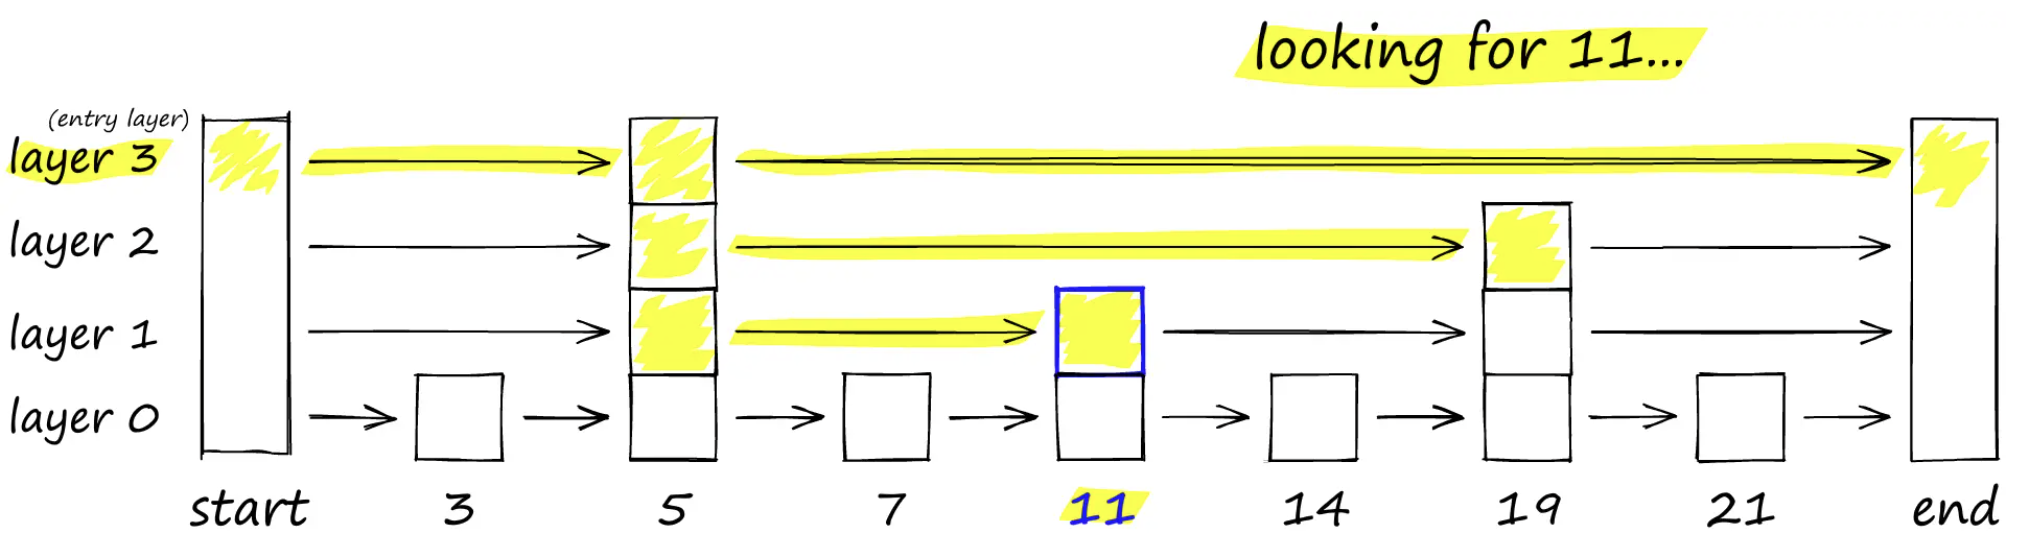 looking for 11...
(entry layer)
layer 3
layer 2
layer 1
layer 0
start 3 5 7 11 14 19 21 end